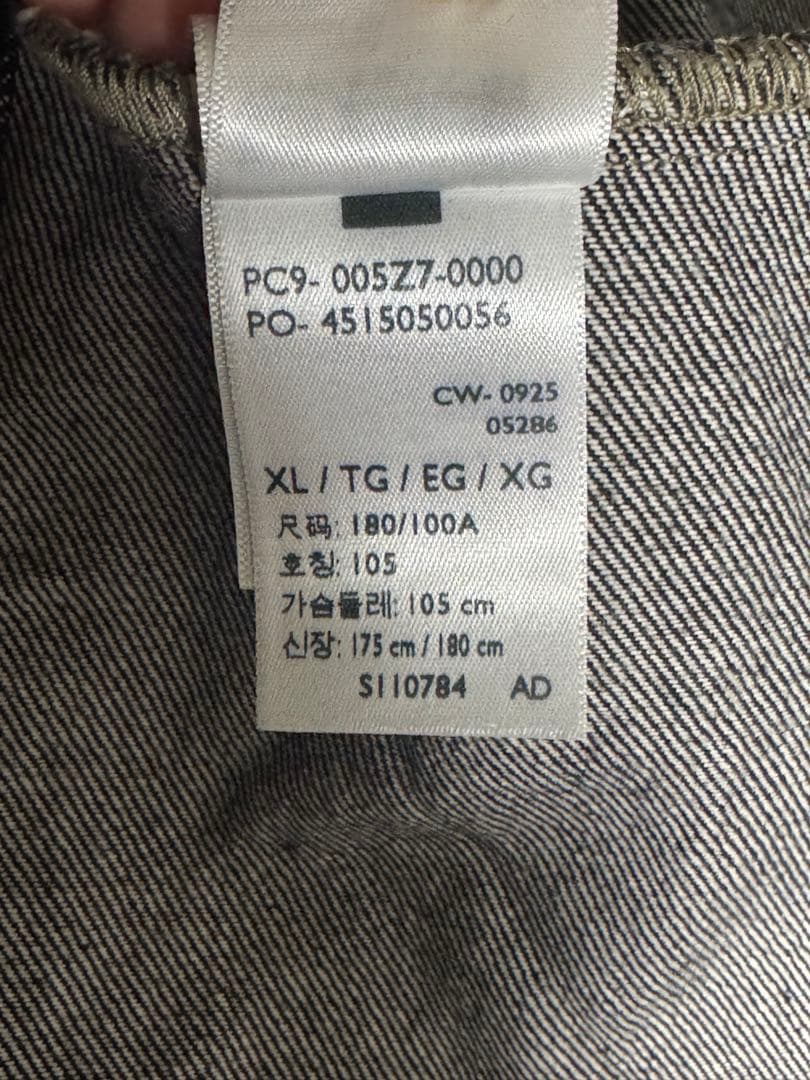 PC9- 005Z7-0000
PO- 4515050056
CW- 0925
05286
XL / TG / EG / XG
尺码: 180/100A
호칭: 105
가슴둘레: 105 cm
신장: 175 cm / 180 cm
S110784 AD